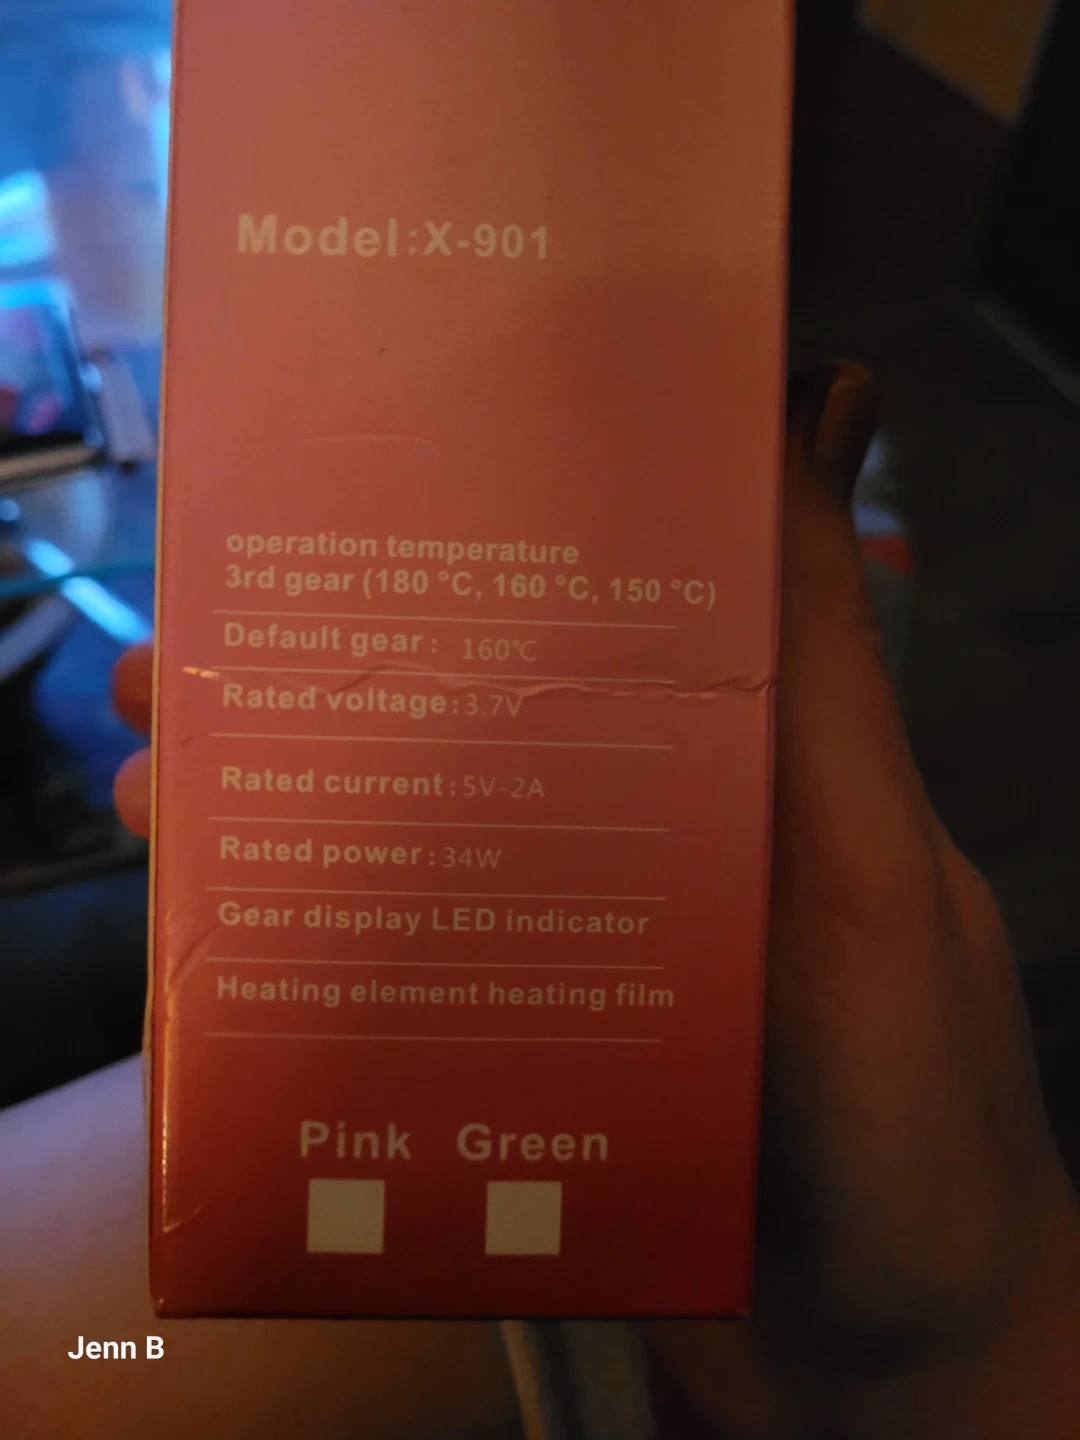 Model:X-901
operation temperature
3rd gear (180 °C, 160 °C, 150 °C)
Default gear: 160℃
Rated voltage:3.7V
Rated current:5V-2A
Rated power:34W
Gear display LED indicator
Heating element heating film
Pink Green
Jenn B